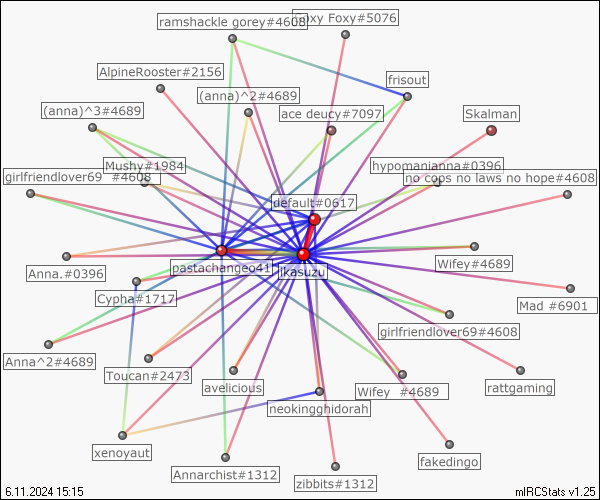 ramshackle gorey#4608
Foxy Foxy#5076
AlpineRooster#2156
frisout
(anna)^2#4689
(anna)^3#4689
ace deucy#7097
Skalman
Mushy#1984
hypomanianna#0396
girlfriendlover69 #4608
no cops no laws no hope#4608
default#0617
Wifey#4689
pastachangeo41
jkasuzu
Anna.#0396
Cypha#1717
Mad #6901
girlfriendlover69#4608
Anna^2#4689
Toucan#2473
avelicious
Wifey #4689
rattgaming
neokingghidorah
xenoyaut
fakedingo
Annarchist#1312
zibbits#1312
6.11.2024 15:15
mIRCStats v1.25